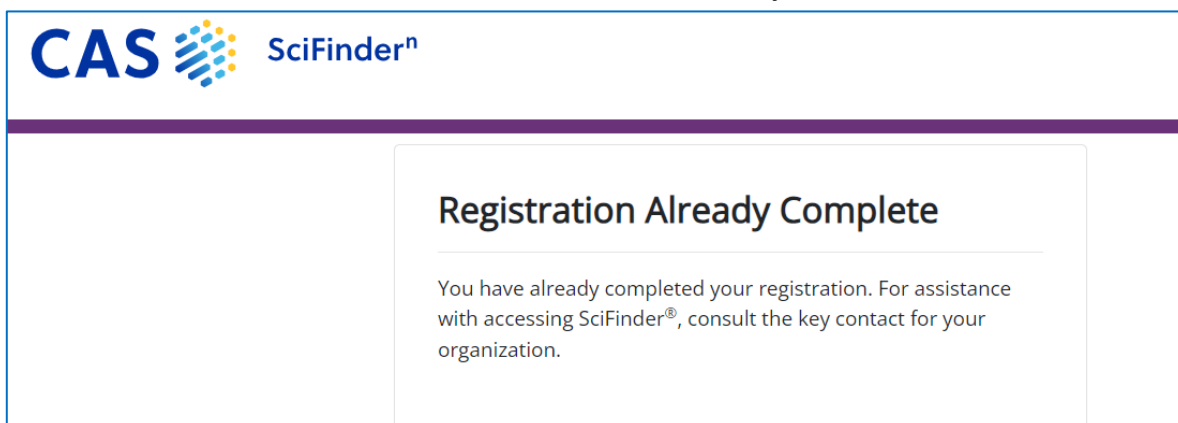 CAS SciFinderⁿ
Registration Already Complete
You have already completed your registration. For assistance
with accessing SciFinder®, consult the key contact for your
organization.